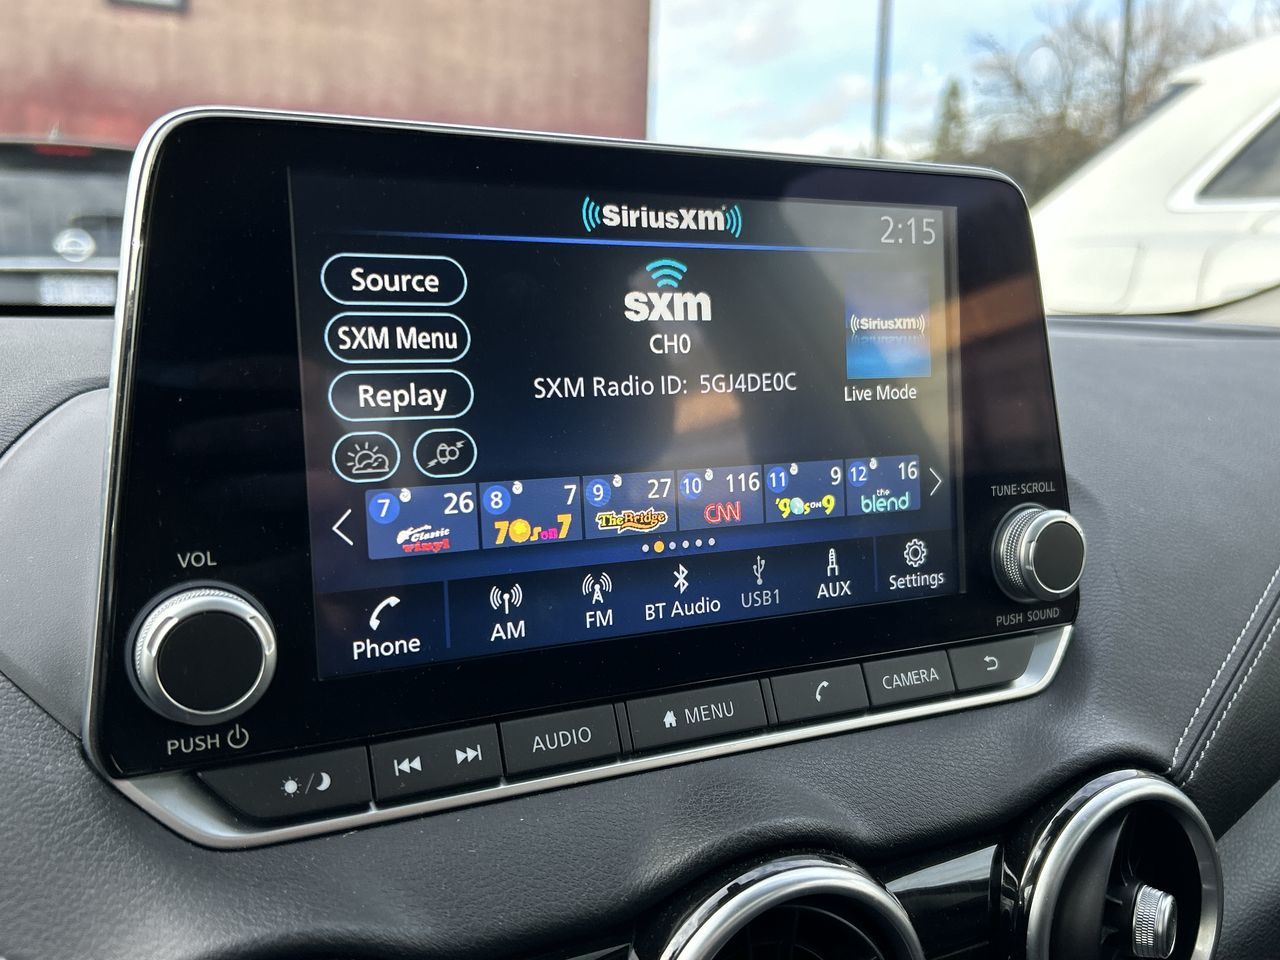 SiriusXm
2:15
Source
SXM Menu
Replay
sxm
CH0
SXM Radio ID: 5GJ4DE0C
SiriusXm
Live Mode
7 26
Classic
vinyl
8 7
70s on 7
9 27
The Bridge
10 116
CNN
11 9
'90s ON 9
12 16
the
blend
Phone
AM
FM
BT Audio
USB1
AUX
Settings
VOL
PUSH
TUNE·SCROLL
PUSH SOUND
AUDIO
MENU
CAMERA